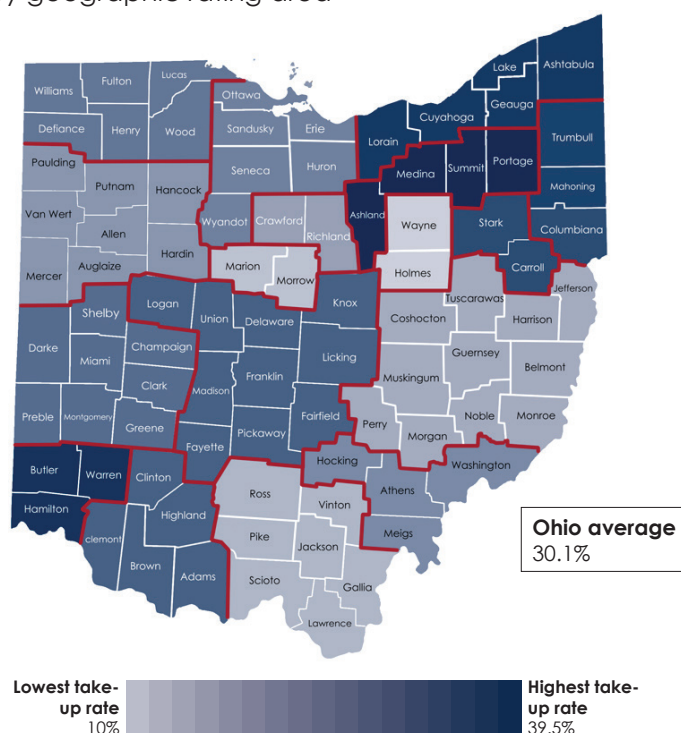 y geographic rating area
Lake
Ashtabula
Lucas
Fulton
Williams
Geauga
Ottawa
Cuyahoga
Defiance
Henry
Wood
Sandusky
Erie
Lorain
Trumbull
Paulding
Seneca
Huron
Medina
Summit
Portage
Putnam
Hancock
Mahoning
Van Wert
Wyandot
Crawford
Richland
Ashland
Wayne
Stark
Columbiana
Allen
Hardin
Mercer
Auglaize
Marion
Morrow
Holmes
Carroll
Jefferson
Tuscarawas
Logan
Knox
Shelby
Union
Delaware
Coshocton
Harrison
Darke
Champaign
Licking
Guernsey
Miami
Belmont
Clark
Madison
Franklin
Muskingum
Preble
Montgomery
Greene
Fairfield
Perry
Noble
Monroe
Pickaway
Morgan
Fayette
Butler
Warren
Clinton
Hocking
Washington
Ross
Athens
Hamilton
Vinton
Highland
Clemont
Pike
Meigs
Jackson
Brown
Adams
Scioto
Gallia
Lawrence
Ohio average
30.1%
Lowest take-
up rate
10%
Highest take-
up rate
39.5%